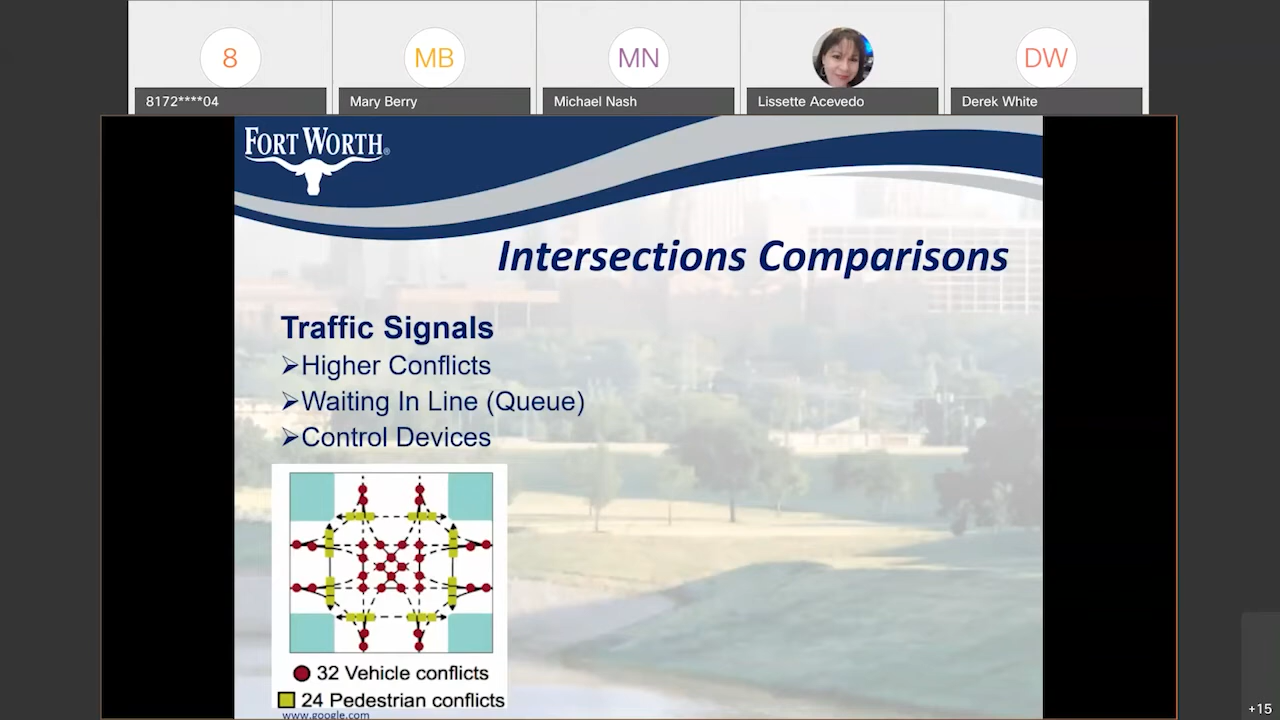 8
MB
MN
DW
8172****04
Mary Berry
Michael Nash
Lissette Acevedo
Derek White
FORT WORTH®
Intersections Comparisons
Traffic Signals
➢Higher Conflicts
➢Waiting In Line (Queue)
➢Control Devices
32 Vehicle conflicts
24 Pedestrian conflicts
www.google.com
+15